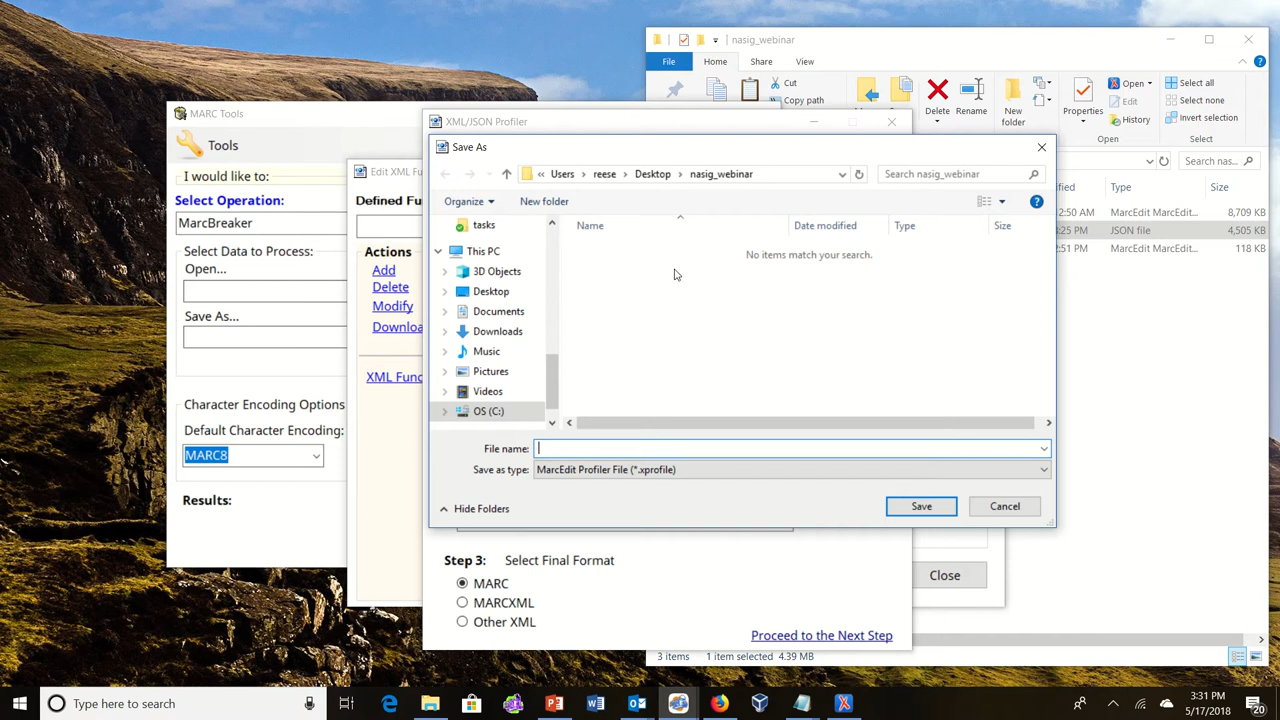 nasig_webinar
File
Home
Share
View
Cut
Copy path
Delete
Rename
New
folder
Properties
Open
Edit
History
Select all
Select none
Invert selection
Open
Select
Search nas...
Type
Size
2:50 AM
MarcEdit MarcEdit...
8,709 KB
3:25 PM
JSON file
4,505 KB
2:51 PM
MarcEdit MarcEdit...
118 KB
3 items
1 item selected 4.39 MB
MARC Tools
Tools
I would like to:
Select Operation:
MarcBreaker
Select Data to Process:
Open...
Save As...
Character Encoding Options
Default Character Encoding:
MARC8
Results:
Edit XML Fu
Defined Fu
Actions
Add
Delete
Modify
Downloa
XML Func
Close
XML/JSON Profiler
Step 3: Select Final Format
MARC
MARCXML
Other XML
Proceed to the Next Step
Save As
« Users › reese › Desktop › nasig_webinar
Search nasig_webinar
Organize
New folder
tasks
This PC
3D Objects
Desktop
Documents
Downloads
Music
Pictures
Videos
OS (C:)
Name
Date modified
Type
Size
No items match your search.
File name:
Save as type:
MarcEdit Profiler File (*.xprofile)
Hide Folders
Save
Cancel
Type here to search
3:31 PM
5/17/2018
20